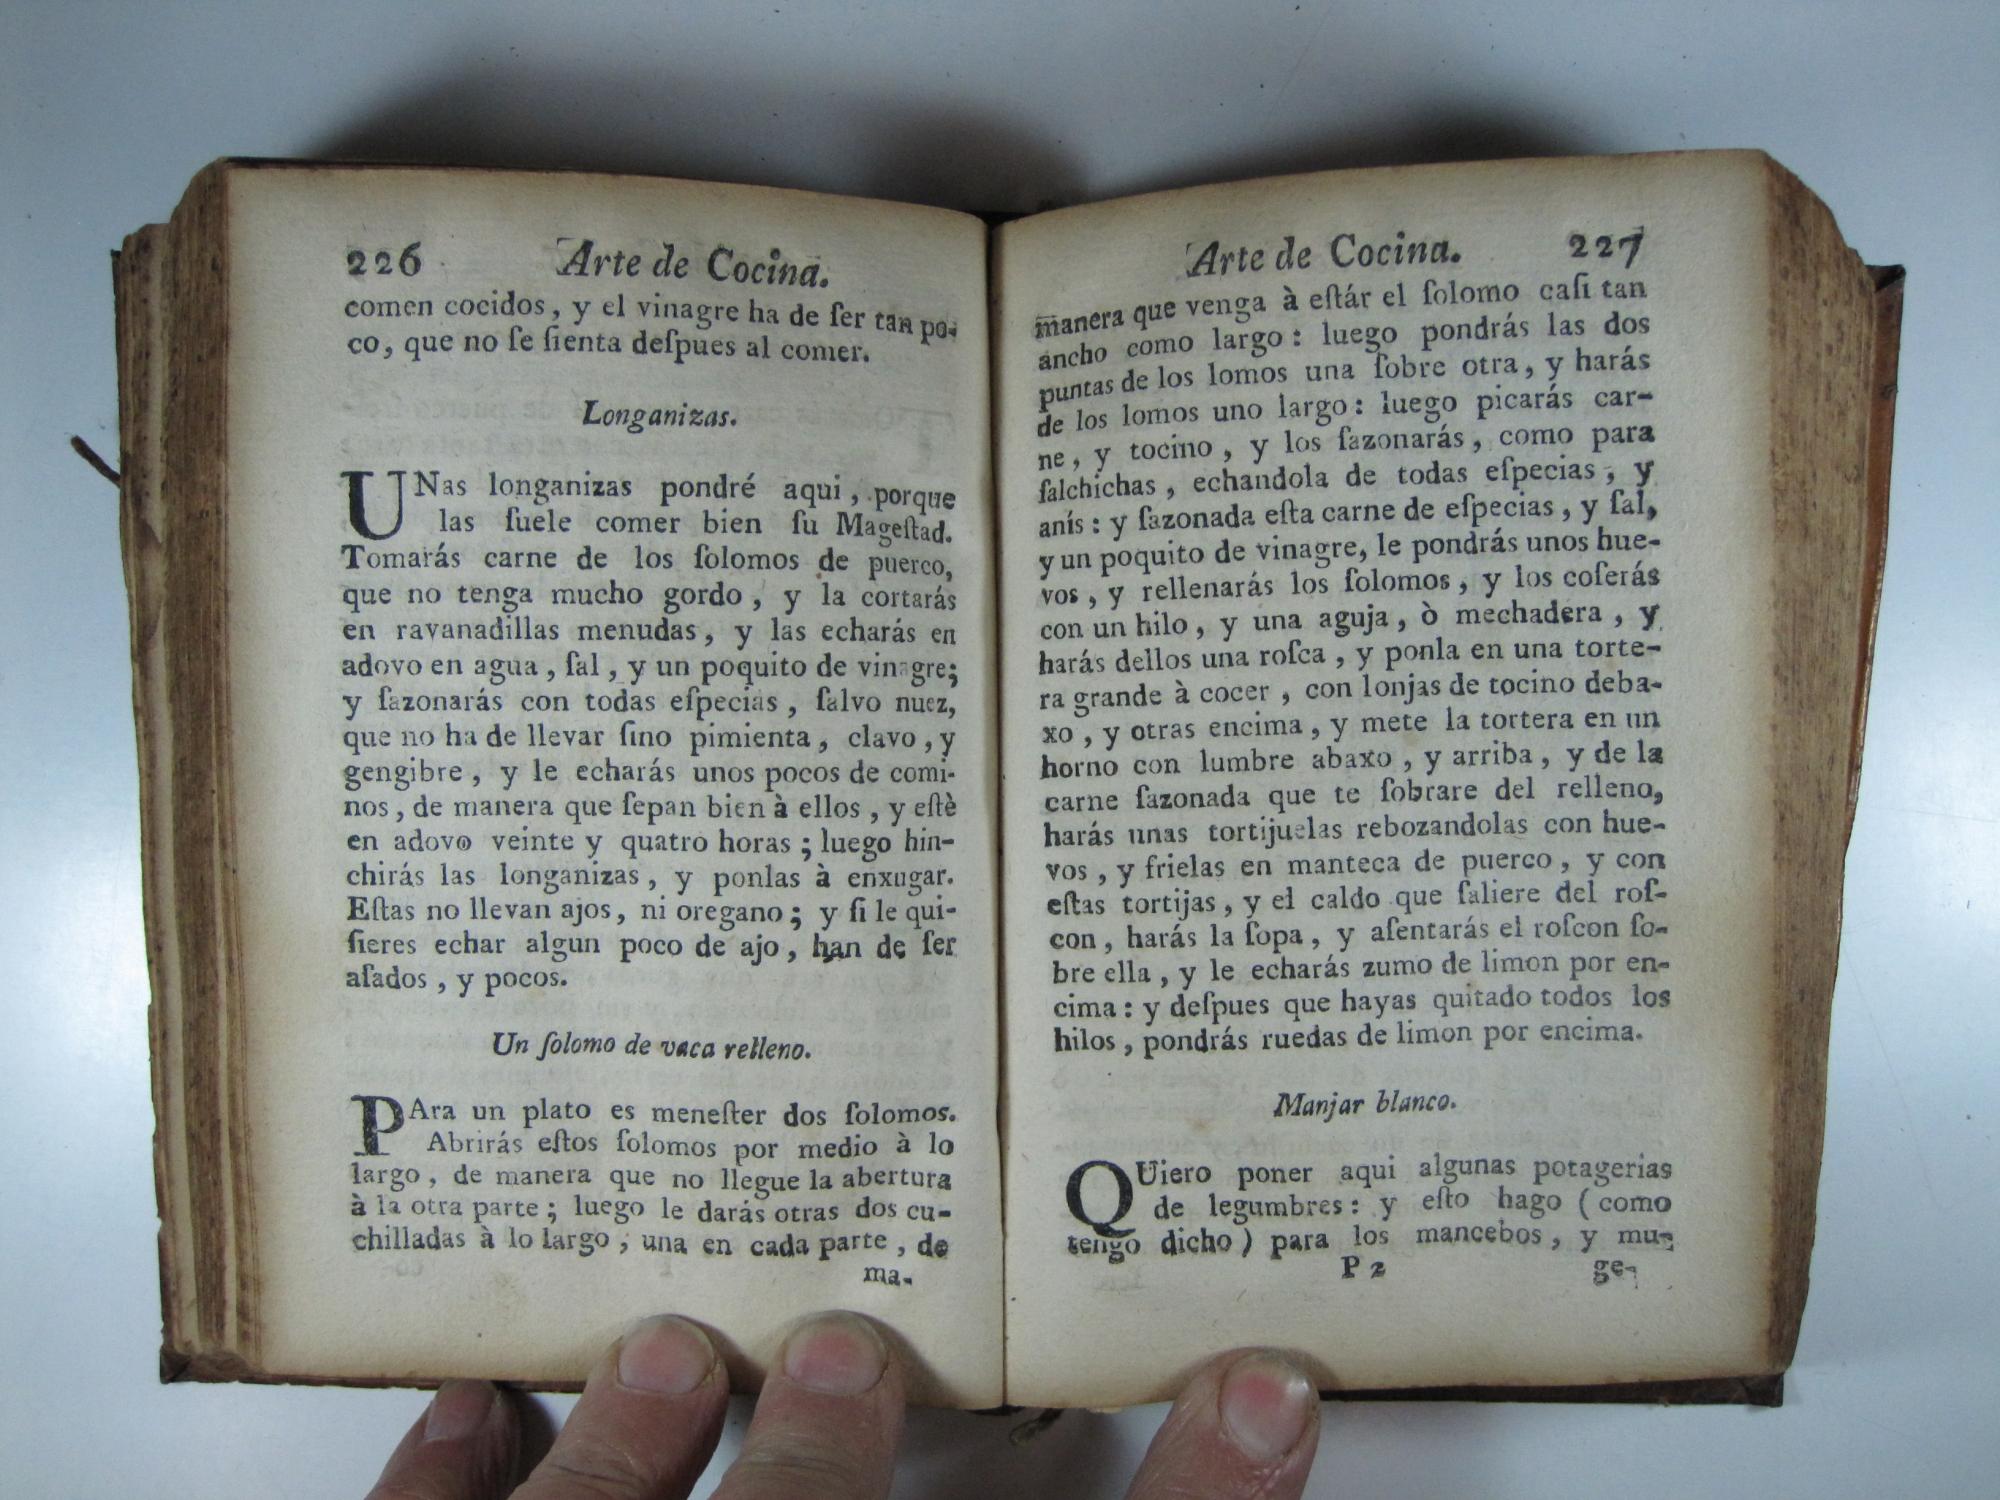 226 Arte de Cocina.
comen cocidos, y el vinagre ha de ſer tan po-
co, que no ſe ſienta deſpues al comer.
Longanizas.
UNas longanizas pondré aqui, porque
las ſuele comer bien ſu Mageſtad.
Tomarás carne de los ſolomos de puerco,
que no tenga mucho gordo, y la cortarás
en ravanadillas menudas, y las echarás en
adovo en agua, ſal, y un poquito de vinagre;
y ſazonarás con todas eſpecias, ſalvo nuez,
que no ha de llevar ſino pimienta, clavo, y
gengibre, y le echarás unos pocos de comi-
nos, de manera que ſepan bien à ellos, y eſtè
en adovo veinte y quatro horas; luego hin-
chirás las longanizas, y ponlas à enxugar.
Eſtas no llevan ajos, ni oregano; y ſi le qui-
ſieres echar algun poco de ajo, han de ſer
aſados, y pocos.
Un ſolomo de vaca relleno.
PAra un plato es meneſter dos ſolomos.
Abrirás eſtos ſolomos por medio à lo
largo, de manera que no llegue la abertura
à la otra parte; luego le darás otras dos cu-
chilladas à lo largo, una en cada parte, de
ma-
Arte de Cocina. 227
manera que venga à eſtár el ſolomo caſi tan
ancho como largo: luego pondrás las dos
puntas de los lomos una ſobre otra, y harás
de los lomos uno largo: luego picarás car-
ne, y tocino, y los ſazonarás, como para
ſalchichas, echandola de todas eſpecias, y
anís: y ſazonada eſta carne de eſpecias, y ſal,
y un poquito de vinagre, le pondrás unos hue-
vos, y rellenarás los ſolomos, y los coſerás
con un hilo, y una aguja, ò mechadera, y
harás dellos una roſca, y ponla en una torte-
ra grande à cocer, con lonjas de tocino deba-
xo, y otras encima, y mete la tortera en un
horno con lumbre abaxo, y arriba, y de la
carne ſazonada que te ſobrare del relleno,
harás unas tortijuelas rebozandolas con hue-
vos, y frielas en manteca de puerco, y con
eſtas tortijas, y el caldo que ſaliere del roſ-
con, harás la ſopa, y aſentarás el roſcon ſo-
bre ella, y le echarás zumo de limon por en-
cima: y deſpues que hayas quitado todos los
hilos, pondrás ruedas de limon por encima.
Manjar blanco.
QUiero poner aqui algunas potagerias
de legumbres: y eſto hago (como
tengo dicho) para los mancebos, y mu-
P 2 ge-